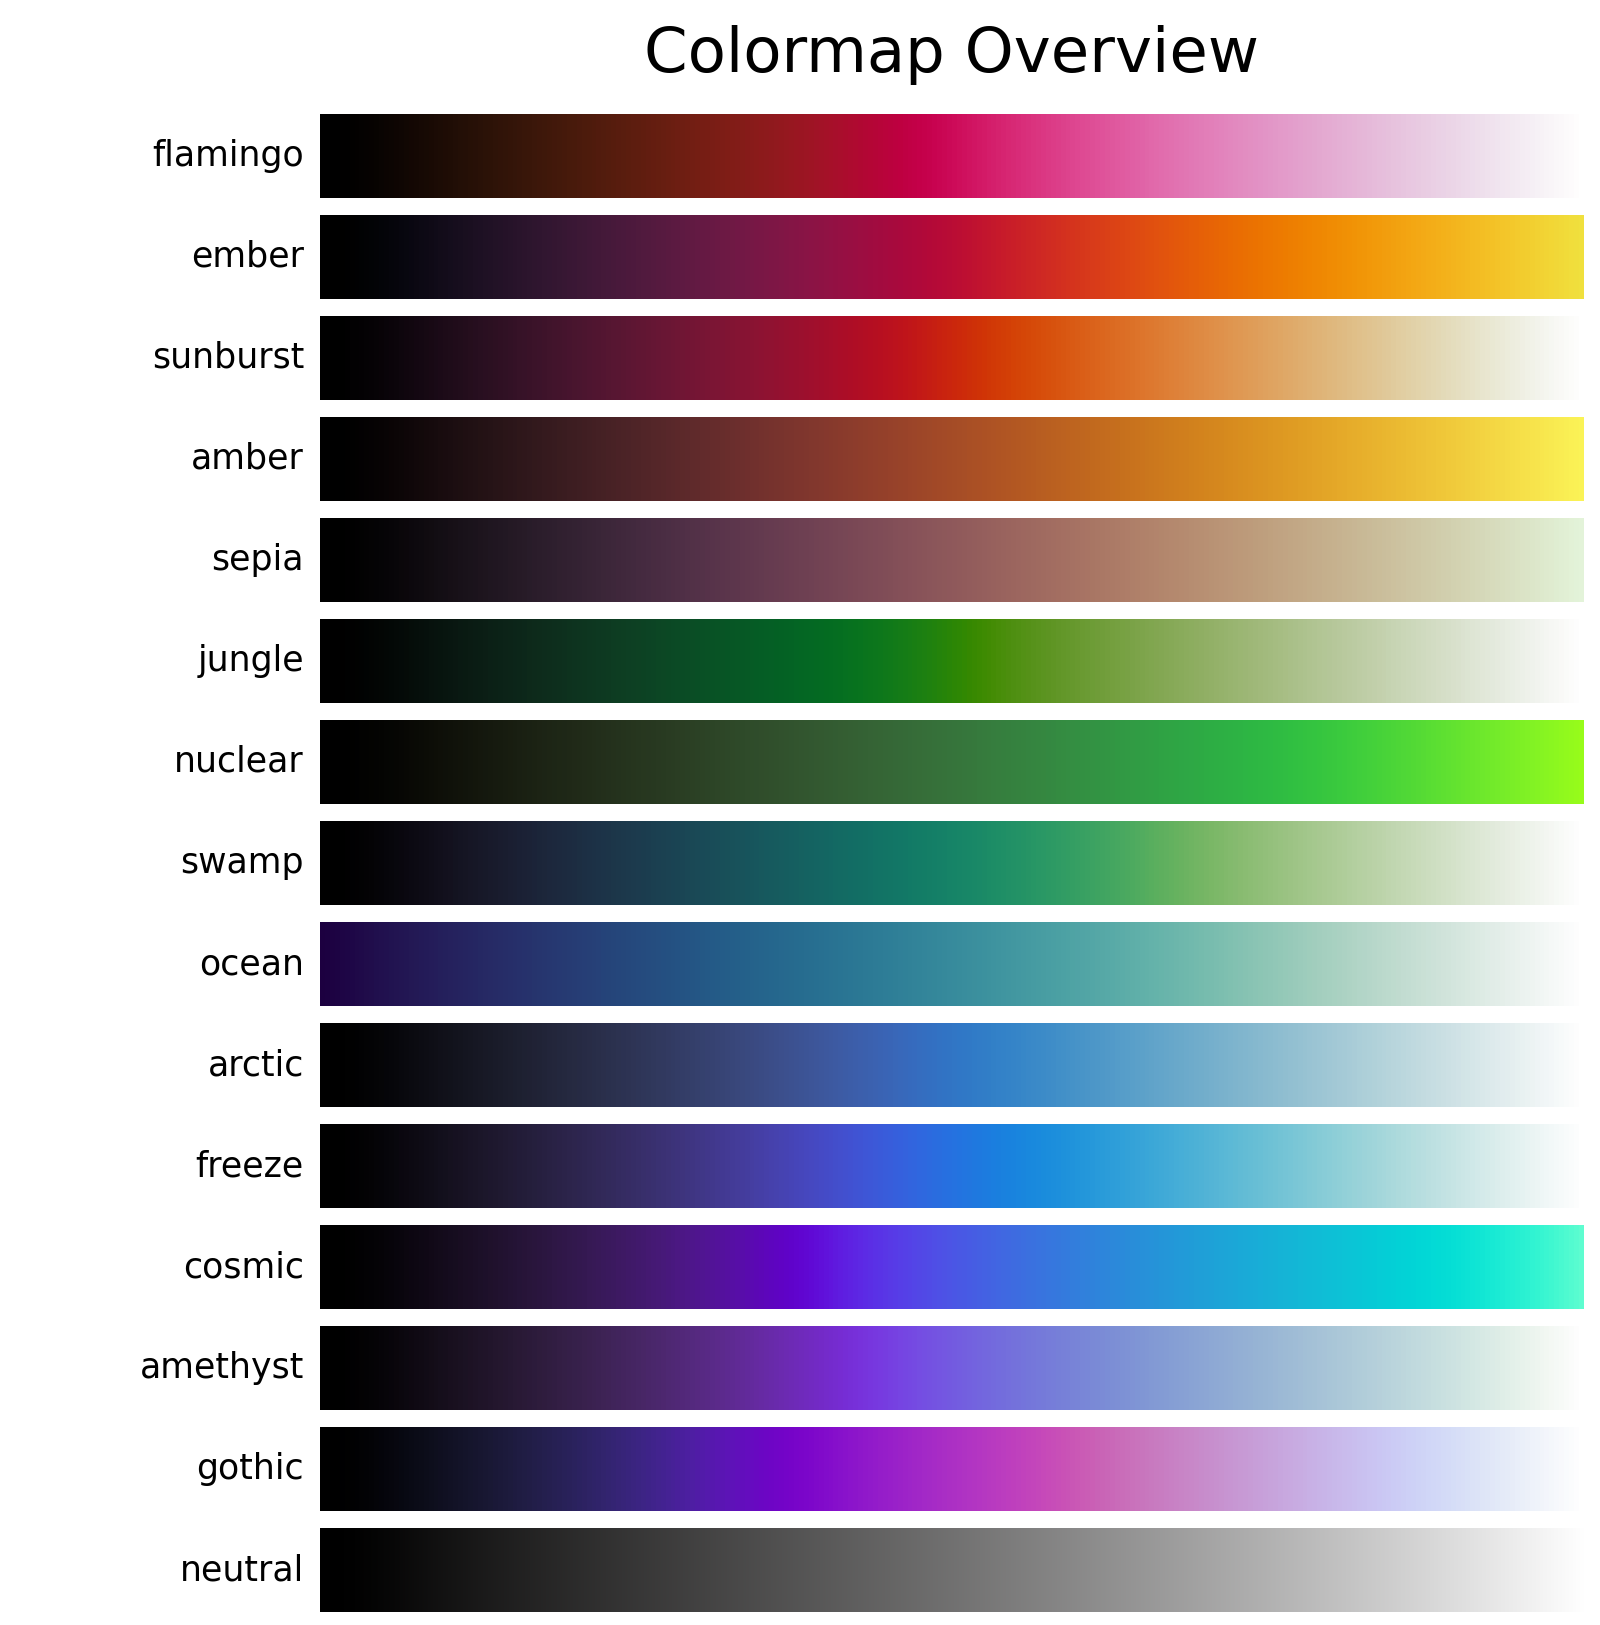 Colormap Overview
flamingo
ember
sunburst
amber
sepia
jungle
nuclear
swamp
ocean
arctic
freeze
cosmic
amethyst
gothic
neutral